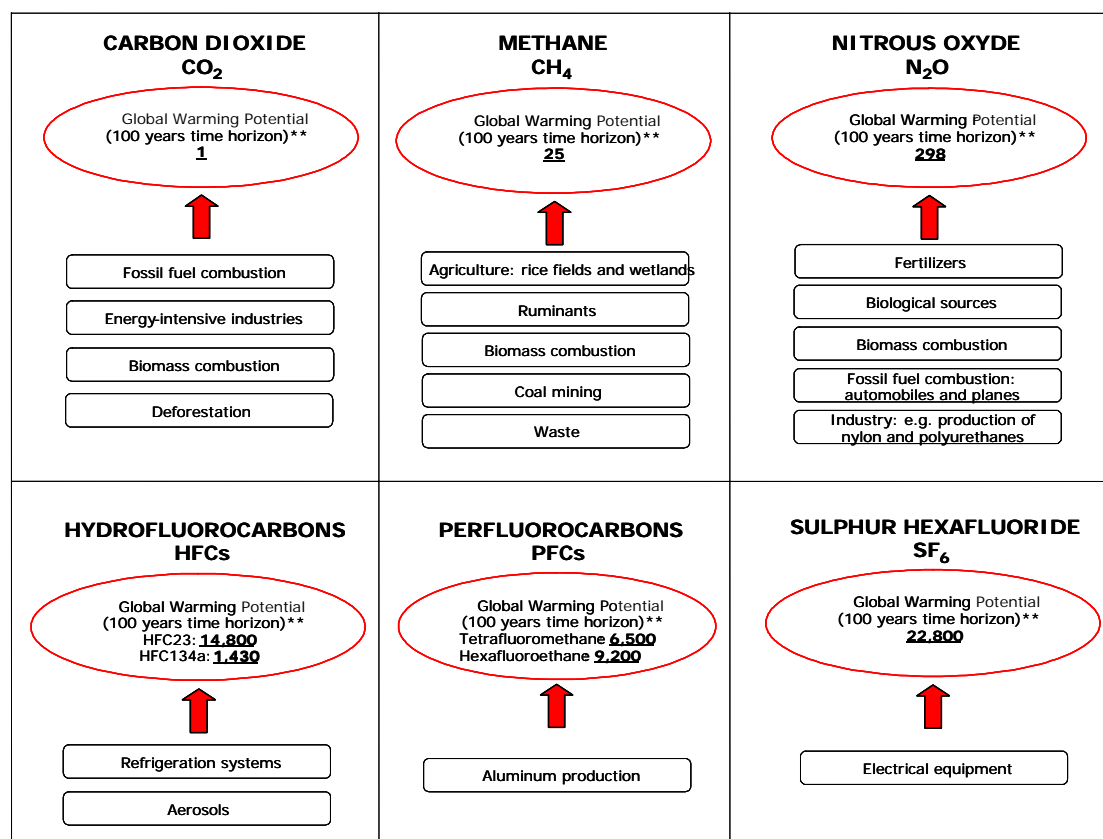 CARBON DIOXIDE
CO₂
Global Warming Potential
(100 years time horizon)**
1
Fossil fuel combustion
Energy-intensive industries
Biomass combustion
Deforestation
METHANE
CH₄
Global Warming Potential
(100 years time horizon)**
25
Agriculture: rice fields and wetlands
Ruminants
Biomass combustion
Coal mining
Waste
NITROUS OXYDE
N₂O
Global Warming Potential
(100 years time horizon)**
298
Fertilizers
Biological sources
Biomass combustion
Fossil fuel combustion:
automobiles and planes
Industry: e.g. production of
nylon and polyurethanes
HYDROFLUOROCARBONS
HFCs
Global Warming Potential
(100 years time horizon)**
HFC23: 14,800
HFC134a: 1,430
Refrigeration systems
Aerosols
PERFLUOROCARBONS
PFCs
Global Warming Potential
(100 years time horizon)**
Tetrafluoromethane 6,500
Hexafluoroethane 9,200
Aluminum production
SULPHUR HEXAFLUORIDE
SF₆
Global Warming Potential
(100 years time horizon)**
22,800
Electrical equipment